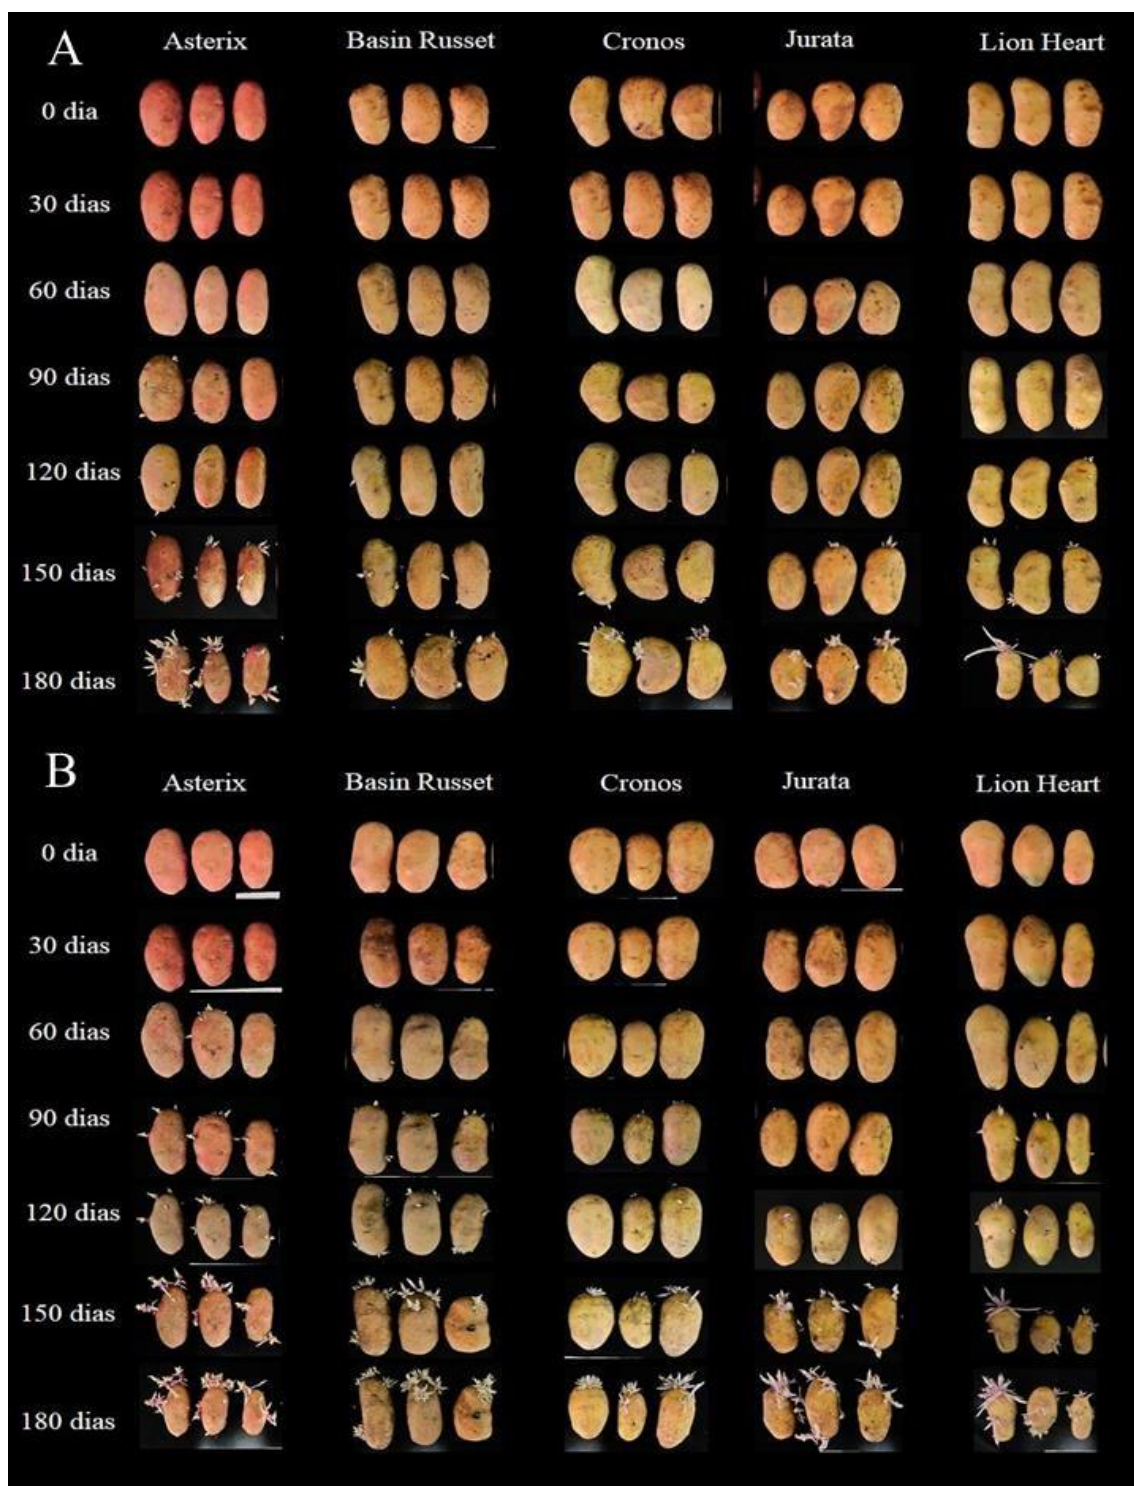 A
Asterix Basin Russet Cronos Jurata Lion Heart
0 dia
30 dias
60 dias
90 dias
120 dias
150 dias
180 dias
B
Asterix Basin Russet Cronos Jurata Lion Heart
0 dia
30 dias
60 dias
90 dias
120 dias
150 dias
180 dias